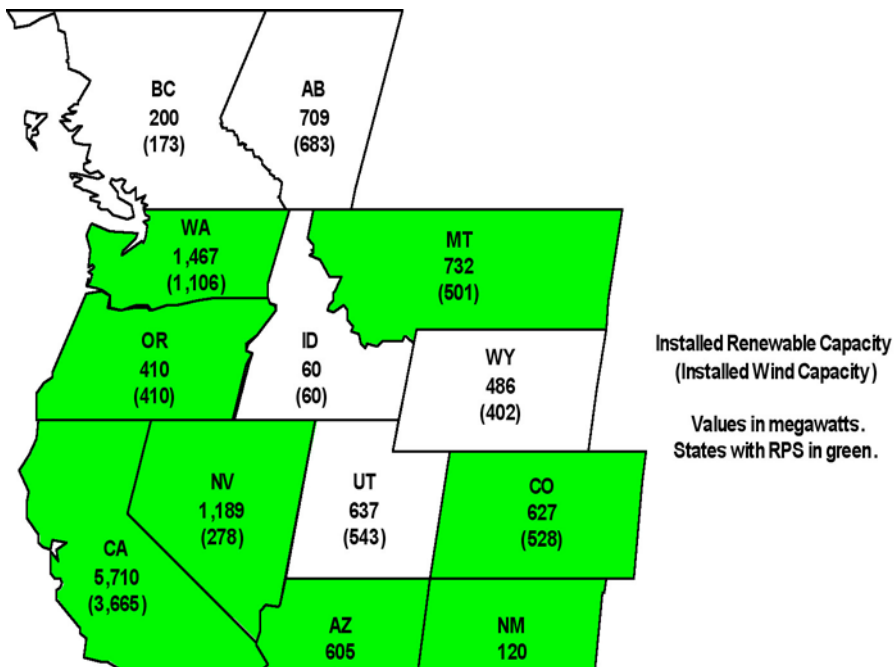 BC
200
(173)
AB
709
(683)
WA
1,467
(1,106)
MT
732
(501)
OR
410
(410)
ID
60
(60)
WY
486
(402)
Installed Renewable Capacity
(Installed Wind Capacity)
Values in megawatts.
States with RPS in green.
NV
1,189
(278)
UT
637
(543)
CO
627
(528)
CA
5,710
(3,665)
AZ
605
NM
120